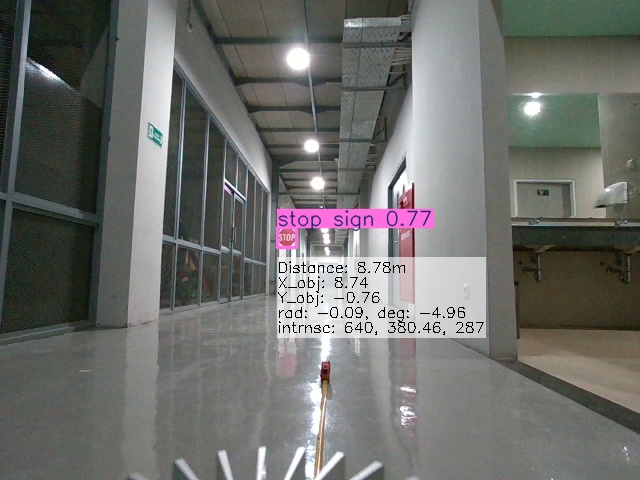 stop sign 0.77
STOP
Distance: 8.78m
X_obj: 8.74
Y_obj: −0.76
rad: −0.09, deg: −4.96
intrnsc: 640, 380.46, 287